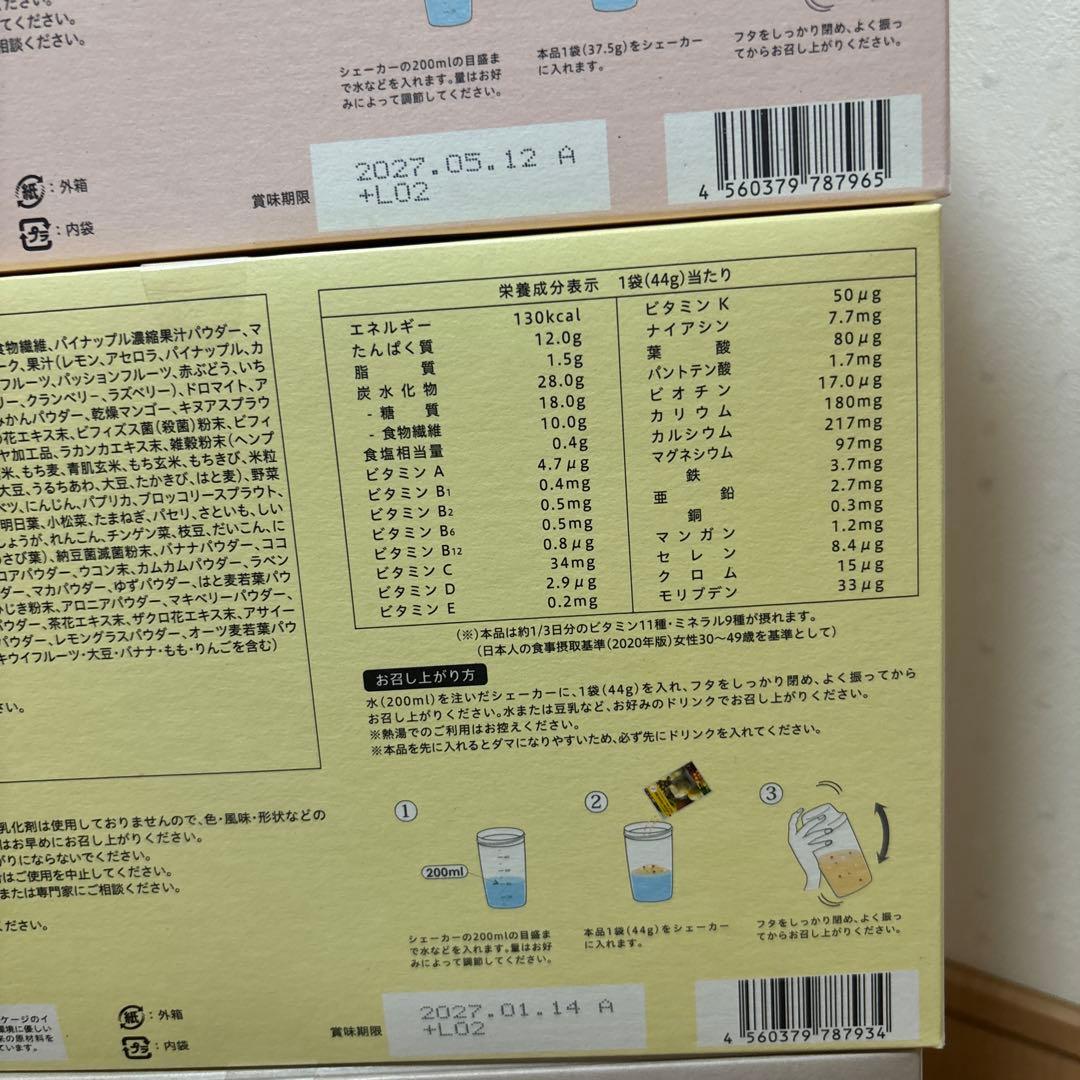 てください。
相談ください。
シェーカーの200mlの目盛ま
で水などを入れます。量はお好
みによって調節してください。
本品1袋(37.5g)をシェーカー
に入れます。
フタをしっかり閉め、よく振っ
てからお召し上がりください。
紙:外箱
プラ:内袋
賞味期限
2027.05.12 A
+L02
4 560379 787965
食物繊維、パイナップル濃縮果汁パウダー、マ
ーク、果汁(レモン、アセロラ、パイナップル、カ
フルーツ、パッションフルーツ、赤ぶどう、いち
リー、クランベリー、ラズベリー)、ドロマイト、ア
みかんパウダー、乾燥マンゴー、キヌアスプラウ
の花エキス末、ビフィズス菌(殺菌)粉末、ビフィ
ヤ加工品、ラカンカエキス末、雑穀粉末(ヘンプ
玄米、もち麦、青肌玄米、もち玄米、もちきび、米粒
大豆、うるちあわ、大豆、たかきび、はと麦)、野菜
ベツ、にんじん、パプリカ、ブロッコリースプラウト、
明日葉、小松菜、たまねぎ、パセリ、さといも、しい
しょうが、れんこん、チンゲン菜、枝豆、だいこん、に
わさび葉)、納豆菌滅菌粉末、バナナパウダー、ココ
コアパウダー、ウコン末、カムカムパウダー、ラベン
ダー、マカパウダー、ゆずパウダー、はと麦若葉パウ
ひじき粉末、アロニアパウダー、マキベリーパウダー、
パウダー、茶花エキス末、ザクロ花エキス末、アサイー
パウダー、レモングラスパウダー、オーツ麦若葉パウ
キウイフルーツ・大豆・バナナ・もも・りんごを含む)
さい。
栄養成分表示 1袋(44g)当たり
エネルギー 130kcal
たんぱく質 12.0g
脂質 1.5g
炭水化物 28.0g
- 糖質 18.0g
- 食物繊維 10.0g
食塩相当量 0.4g
ビタミンA 4.7μg
ビタミンB1 0.4mg
ビタミンB2 0.5mg
ビタミンB6 0.5mg
ビタミンB12 0.8μg
ビタミンC 34mg
ビタミンD 2.9μg
ビタミンE 0.2mg
ビタミンK 50μg
ナイアシン 7.7mg
葉酸 80μg
パントテン酸 1.7mg
ビオチン 17.0μg
カリウム 180mg
カルシウム 217mg
マグネシウム 97mg
鉄 3.7mg
亜鉛 2.7mg
銅 0.3mg
マンガン 1.2mg
セレン 8.4μg
クロム 15μg
モリブデン 33μg
(※)本品は約1/3日分のビタミン11種・ミネラル9種が摂れます。
(日本人の食事摂取基準(2020年版)女性30～49歳を基準として)
お召し上がり方
水(200ml)を注いだシェーカーに、1袋(44g)を入れ、フタをしっかり閉め、よく振ってから
お召し上がりください。水または豆乳など、お好みのドリンクでお召し上がりください。
※熱湯でのご利用はお控えください。
※本品を先に入れるとダマになりやすいため、必ず先にドリンクを入れてください。
① ② ③
200ml
シェーカーの200mlの目盛ま
で水などを入れます。量はお好
みによって調節してください。
本品1袋(44g)をシェーカー
に入れます。
フタをしっかり閉め、よく振っ
てからお召し上がりください。
乳化剤は使用しておりませんので、色・風味・形状などの
はお早めにお召し上がりください。
がりにならないでください。
合はご使用を中止してください。
または専門家にご相談ください。
ください。
ケージのイ
環境に優しい
来の原材料を
ています。
紙:外箱
プラ:内袋
賞味期限
2027.01.14 A
+L02
4 560379 787934